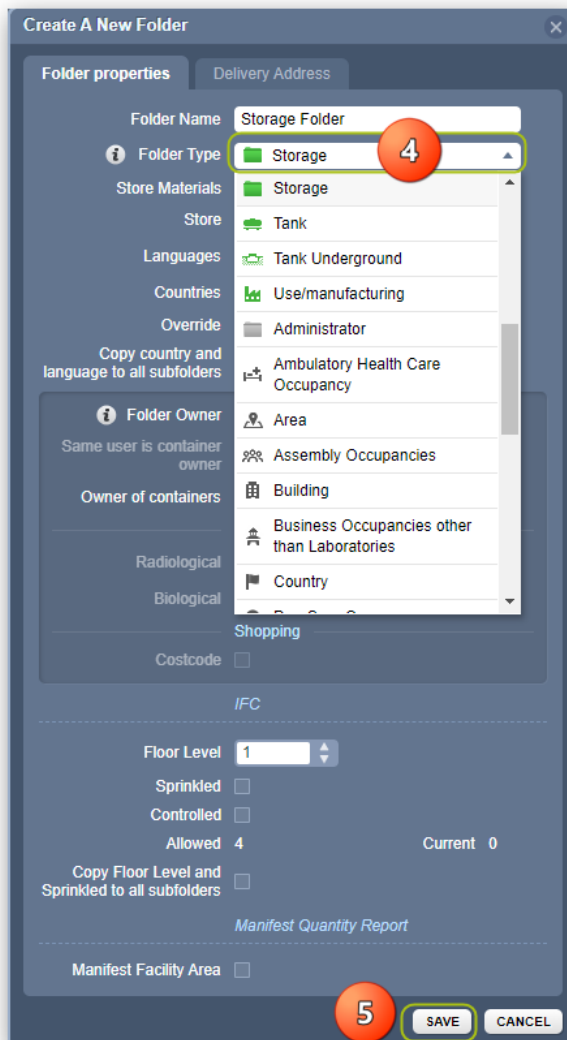 Create A New Folder
Folder properties Delivery Address
Folder Name Storage Folder
Folder Type Storage 4
Store Materials Storage
Store Tank
Languages Tank Underground
Countries Use/manufacturing
Override Administrator
Copy country and
language to all subfolders
Ambulatory Health Care
Occupancy
Folder Owner Area
Same user is container
owner
Assembly Occupancies
Owner of containers Building
Business Occupancies other
than Laboratories
Radiological
Biological Country
Shopping
Costcode
IFC
Floor Level 1
Sprinkled
Controlled
Allowed 4 Current 0
Copy Floor Level and
Sprinkled to all subfolders
Manifest Quantity Report
Manifest Facility Area
5 SAVE CANCEL